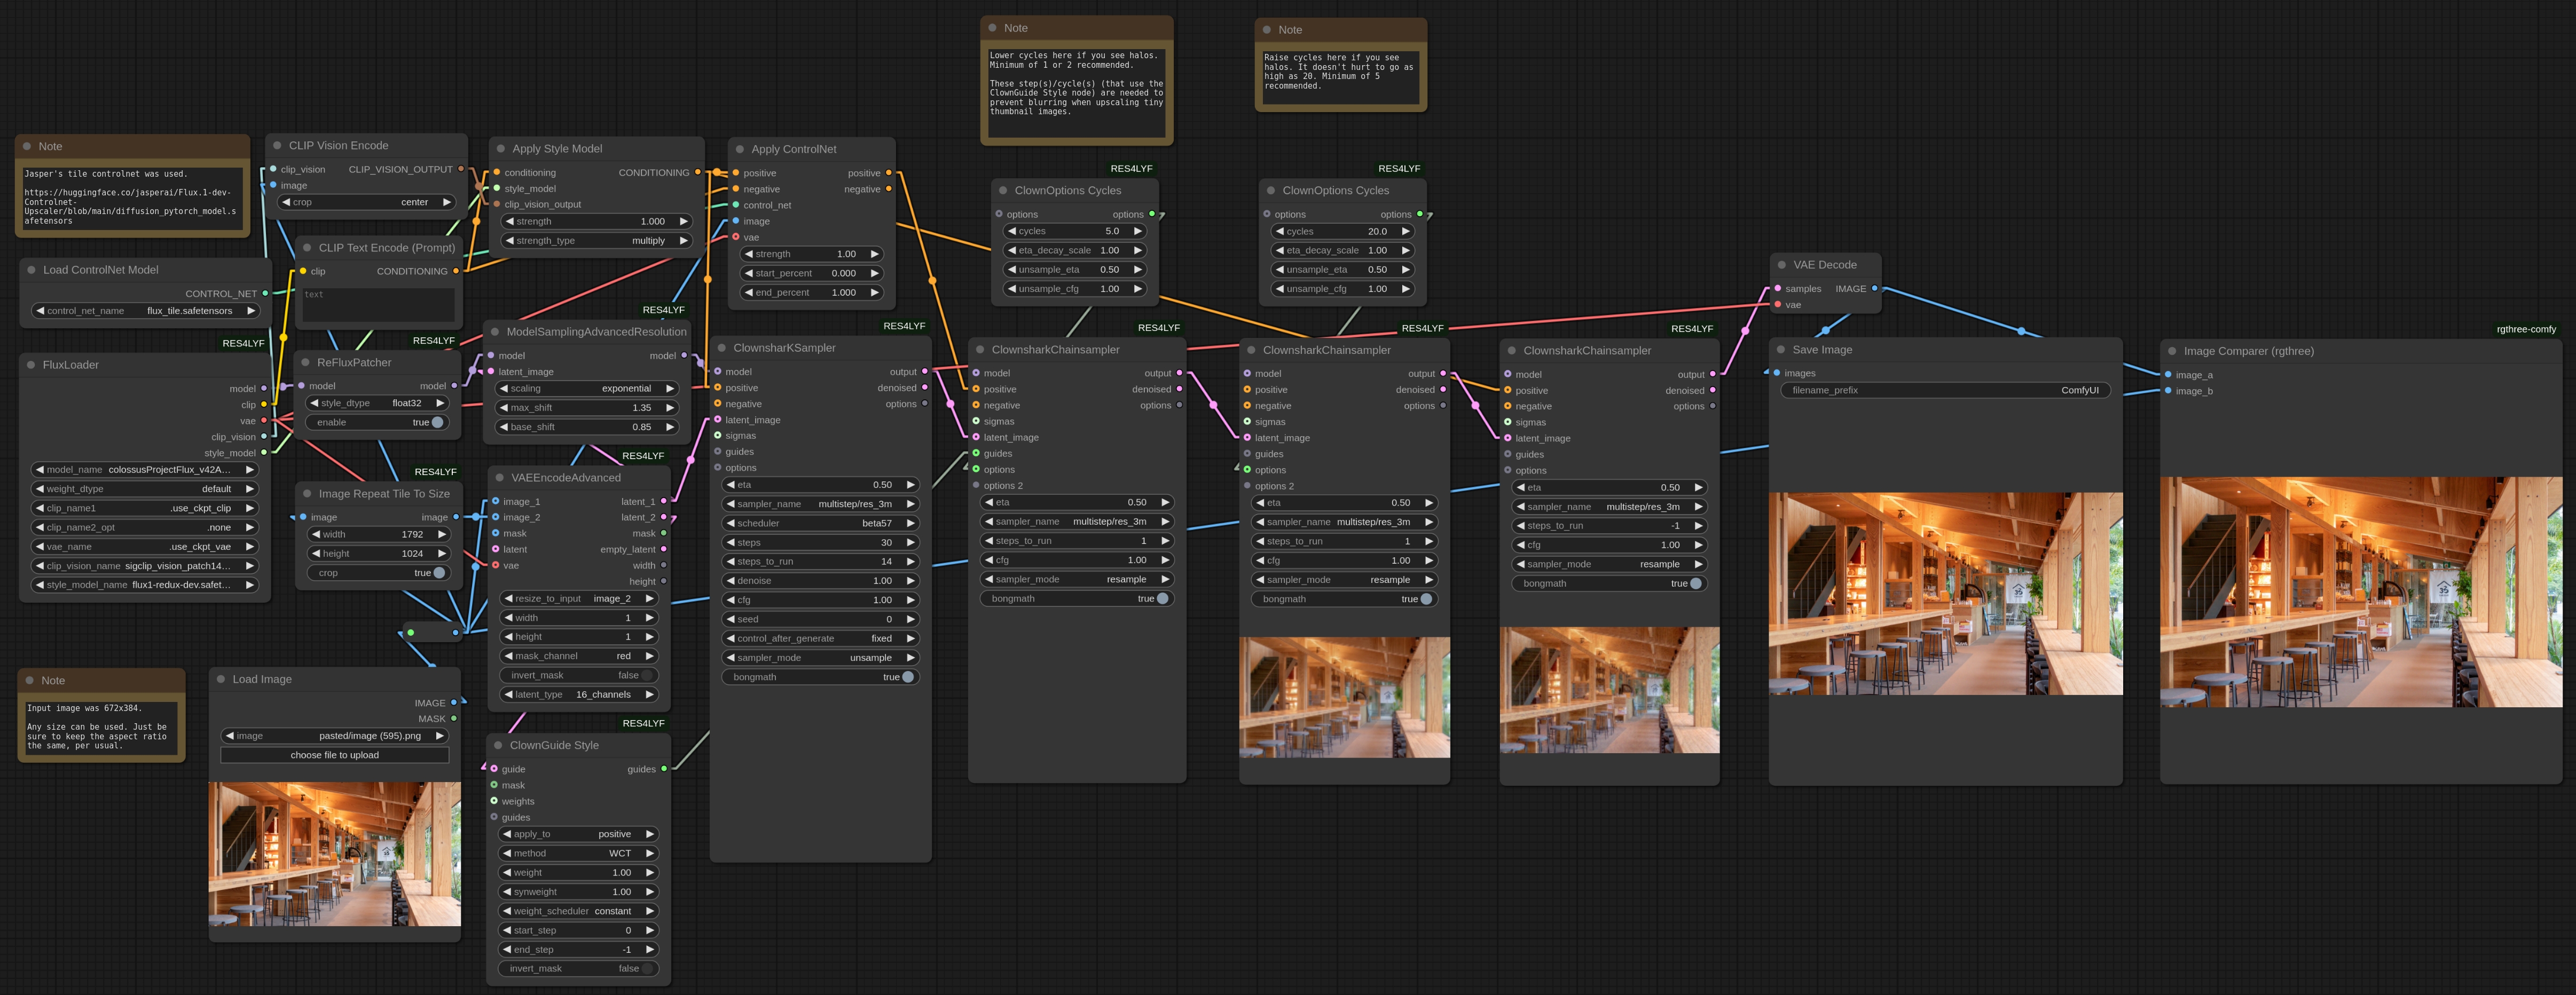 Note
Jasper's tile controlnet was used.
https://huggingface.co/jasperai/Flux.1-dev-
Controlnet-
Upscaler/blob/main/diffusion_pytorch_model.s
afetensors
CLIP Vision Encode
clip_vision CLIP_VISION_OUTPUT
image
crop center
Apply Style Model
conditioning CONDITIONING
style_model
clip_vision_output
strength 1.000
strength_type multiply
Apply ControlNet
positive positive
negative negative
control_net
image
vae
strength 1.00
start_percent 0.000
end_percent 1.000
Note
Lower cycles here if you see halos.
Minimum of 1 or 2 recommended.
These step(s)/cycle(s) (that use the
ClownGuide Style node) are needed to
prevent blurring when upscaling tiny
thumbnail images.
Note
Raise cycles here if you see
halos. It doesn't hurt to go as
high as 20. Minimum of 5
recommended.
CLIP Text Encode (Prompt)
clip CONDITIONING
text
Load ControlNet Model
CONTROL_NET
control_net_name flux_tile.safetensors
RES4LYF
FluxLoader
model
clip
vae
clip_vision
style_model
model_name colossusProjectFlux_v42A...
weight_dtype default
clip_name1 .use_ckpt_clip
clip_name2_opt .none
vae_name .use_ckpt_vae
clip_vision_name sigclip_vision_patch14...
style_model_name flux1-redux-dev.safet...
RES4LYF
ReFluxPatcher
model model
style_dtype float32
enable true
RES4LYF
ModelSamplingAdvancedResolution
model model
latent_image
scaling exponential
max_shift 1.35
base_shift 0.85
RES4LYF
Image Repeat Tile To Size
image image
width 1792
height 1024
crop true
RES4LYF
VAEEncodeAdvanced
image_1 latent_1
image_2 latent_2
mask mask
latent empty_latent
vae width
height
resize_to_input image_2
width 1
height 1
mask_channel red
invert_mask false
latent_type 16_channels
Note
Input image was 672x384.
Any size can be used. Just be
sure to keep the aspect ratio
the same, per usual.
Load Image
IMAGE
MASK
image pasted/image (595).png
choose file to upload
RES4LYF
ClownGuide Style
guide guides
mask
weights
guides
apply_to positive
method WCT
weight 1.00
synweight 1.00
weight_scheduler constant
start_step 0
end_step -1
invert_mask false
RES4LYF
ClownsharKSampler
model output
positive denoised
negative options
latent_image
sigmas
guides
options
eta 0.50
sampler_name multistep/res_3m
scheduler beta57
steps 30
steps_to_run 14
denoise 1.00
cfg 1.00
seed 0
control_after_generate fixed
sampler_mode unsample
bongmath true
RES4LYF
ClownOptions Cycles
options options
cycles 5.0
eta_decay_scale 1.00
unsample_eta 0.50
unsample_cfg 1.00
RES4LYF
ClownsharkChainsampler
model output
positive denoised
negative options
sigmas
latent_image
guides
options
options 2
eta 0.50
sampler_name multistep/res_3m
steps_to_run 1
cfg 1.00
sampler_mode resample
bongmath true
RES4LYF
ClownOptions Cycles
options options
cycles 20.0
eta_decay_scale 1.00
unsample_eta 0.50
unsample_cfg 1.00
RES4LYF
ClownsharkChainsampler
model output
positive denoised
negative options
sigmas
latent_image
guides
options
options 2
eta 0.50
sampler_name multistep/res_3m
steps_to_run 1
cfg 1.00
sampler_mode resample
bongmath true
RES4LYF
ClownsharkChainsampler
model output
positive denoised
negative options
sigmas
latent_image
guides
options
eta 0.50
sampler_name multistep/res_3m
steps_to_run -1
cfg 1.00
sampler_mode resample
bongmath true
VAE Decode
samples IMAGE
vae
Save Image
images
filename_prefix ComfyUI
rgthree-comfy
Image Comparer (rgthree)
image_a
image_b